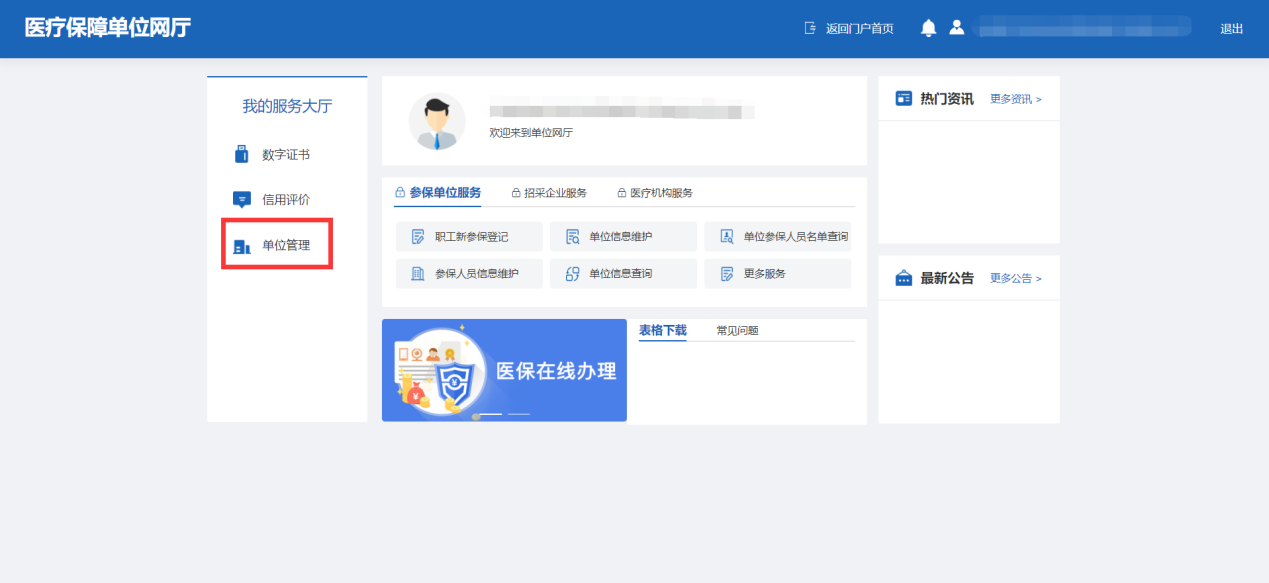 医疗保障单位网厅
返回门户首页
退出
我的服务大厅
数字证书
信用评价
单位管理
欢迎来到单位网厅
参保单位服务 招采企业服务 医疗机构服务
职工新参保登记 单位信息维护 单位参保人员名单查询
参保人员信息维护 单位信息查询 更多服务
医保在线办理
表格下载 常见问题
热门资讯 更多资讯 >
最新公告 更多公告 >